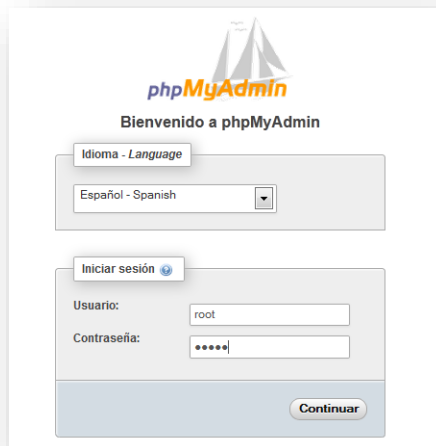 phpMyAdmin
Bienvenido a phpMyAdmin
Idioma - Language
Español - Spanish
Iniciar sesión
Usuario:
root
Contraseña:
•••••
Continuar